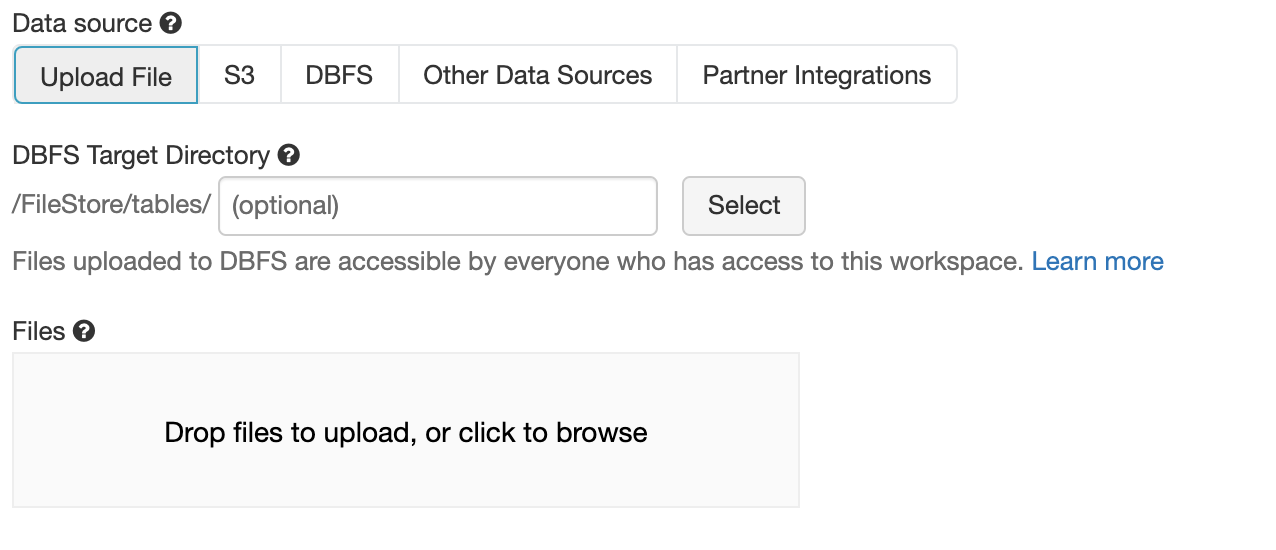 Data source ?
Upload File S3 DBFS Other Data Sources Partner Integrations
DBFS Target Directory ?
/FileStore/tables/ (optional) Select
Files uploaded to DBFS are accessible by everyone who has access to this workspace. Learn more
Files ?
Drop files to upload, or click to browse